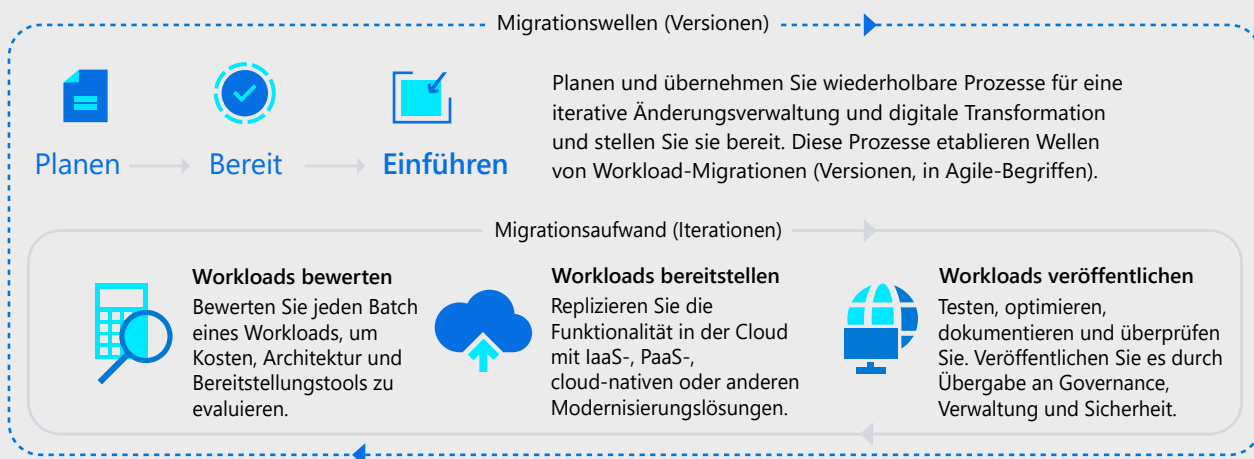 Migrationswellen (Versionen)
Planen
Bereit
Einführen
Planen und übernehmen Sie wiederholbare Prozesse für eine
iterative Änderungsverwaltung und digitale Transformation
und stellen Sie sie bereit. Diese Prozesse etablieren Wellen
von Workload-Migrationen (Versionen, in Agile-Begriffen).
Migrationsaufwand (Iterationen)
Workloads bewerten
Bewerten Sie jeden Batch
eines Workloads, um
Kosten, Architektur und
Bereitstellungstools zu
evaluieren.
Workloads bereitstellen
Replizieren Sie die
Funktionalität in der Cloud
mit IaaS-, PaaS-,
cloud-nativen oder anderen
Modernisierungslösungen.
Workloads veröffentlichen
Testen, optimieren,
dokumentieren und überprüfen
Sie. Veröffentlichen Sie es durch
Übergabe an Governance,
Verwaltung und Sicherheit.